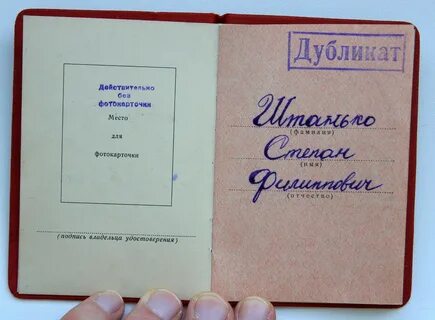 Действительно
без
фотокарточки
Место
для
фотокарточки
(подпись владельца удостоверения)
Дубликат
Штанько
(фамилия)
Степан
(имя)
Филиппович
(отчество)